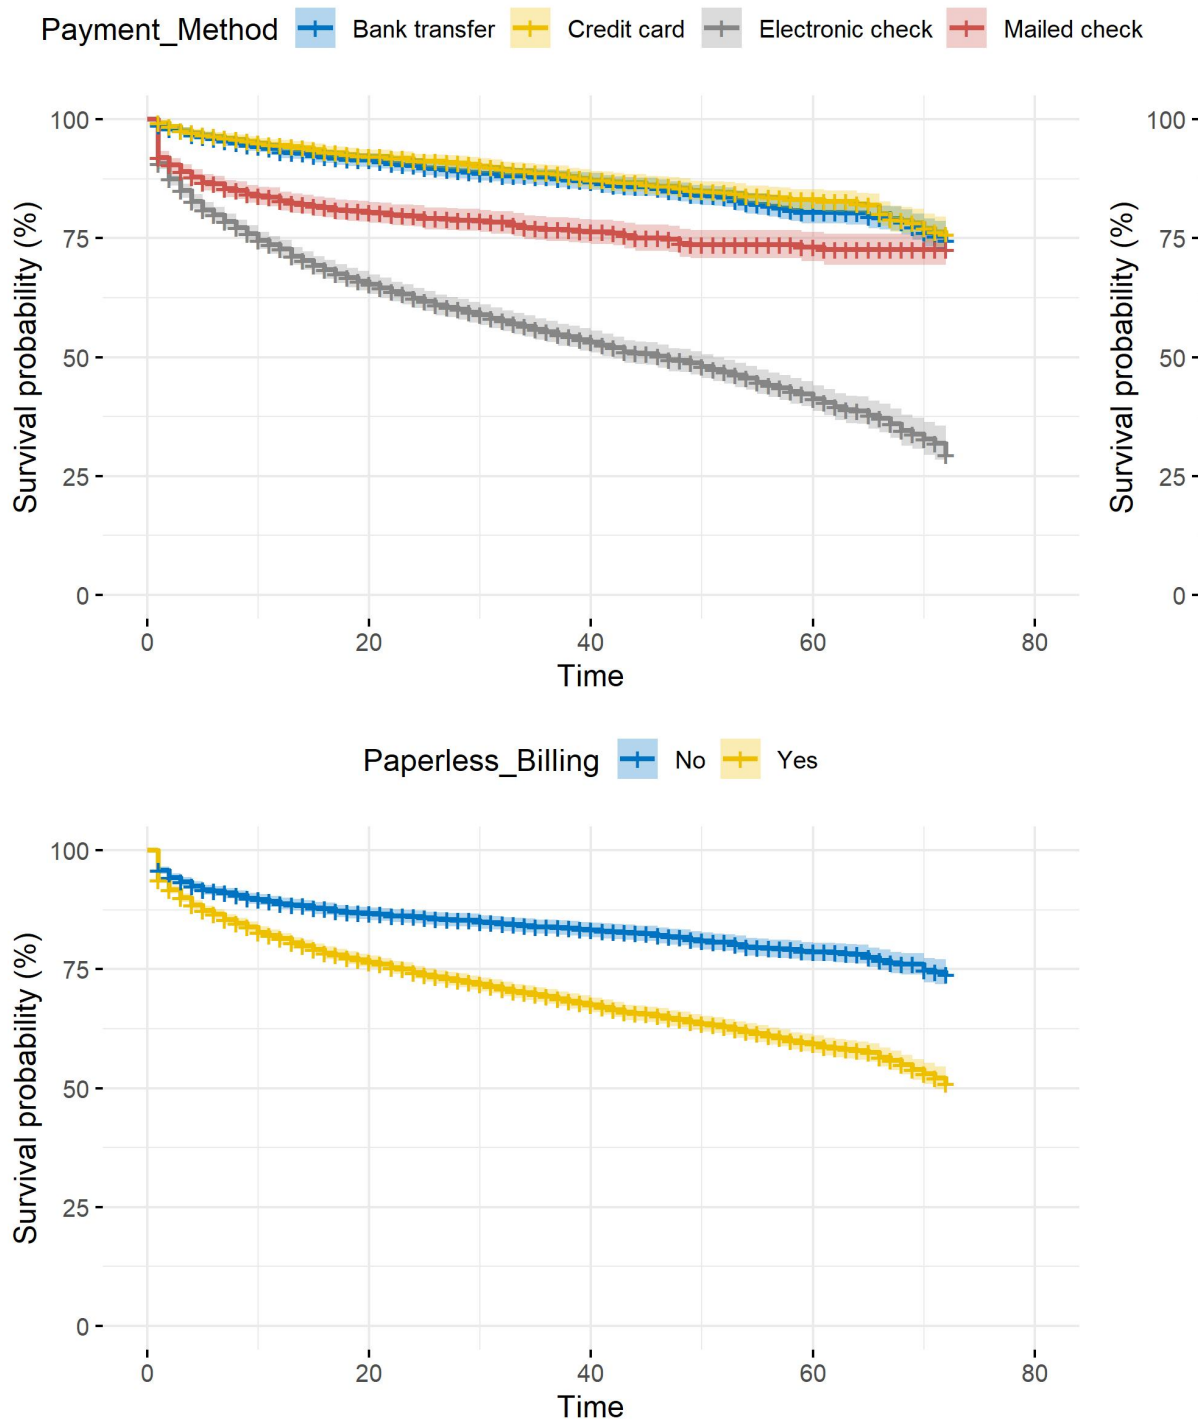 Payment_Method Bank transfer Credit card Electronic check Mailed check
Survival probability (%)
100
75
50
25
0
0 20 40 60 80
Time
Survival probability (%)
100
75
50
25
0
Paperless_Billing No Yes
Survival probability (%)
100
75
50
25
0
0 20 40 60 80
Time